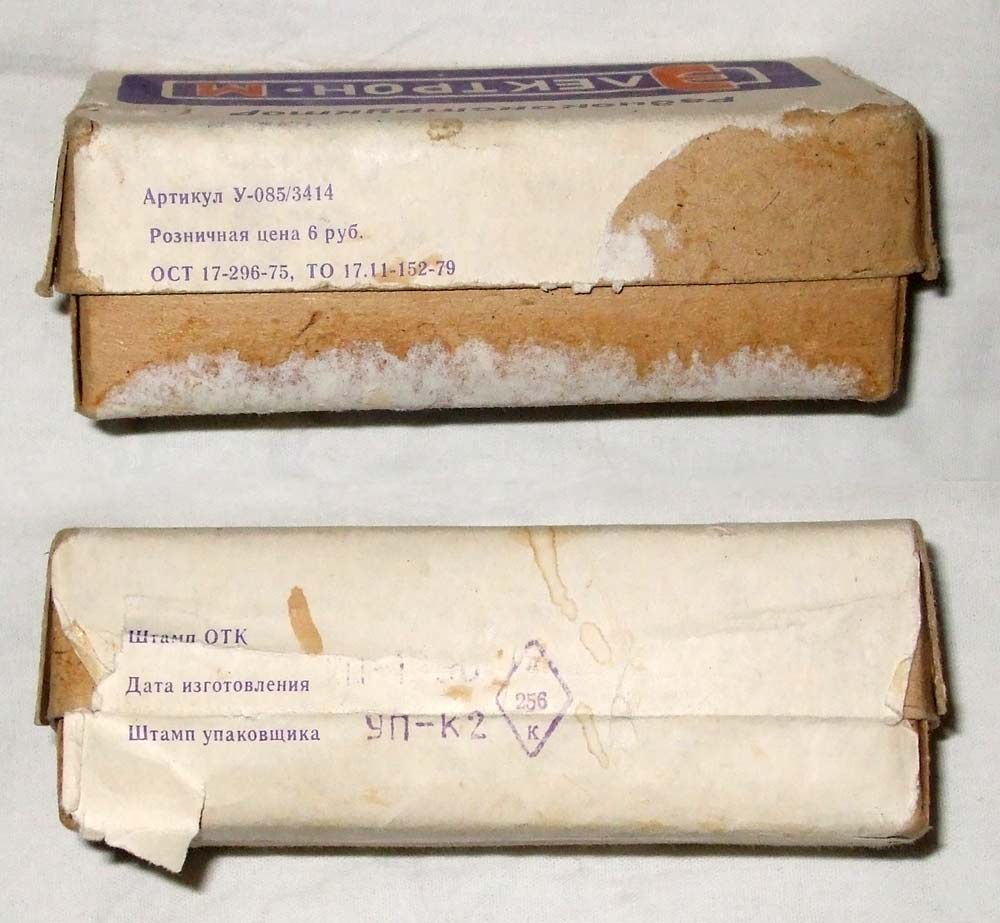 ЭЛЕКТРОН-М
Радиоконструктор
Артикул У-085/3414
Розничная цена 6 руб.
ОСТ 17-296-75, ТО 17.11-152-79
Штамп ОТК
Дата изготовления
Штамп упаковщика
УП-К2
256
К